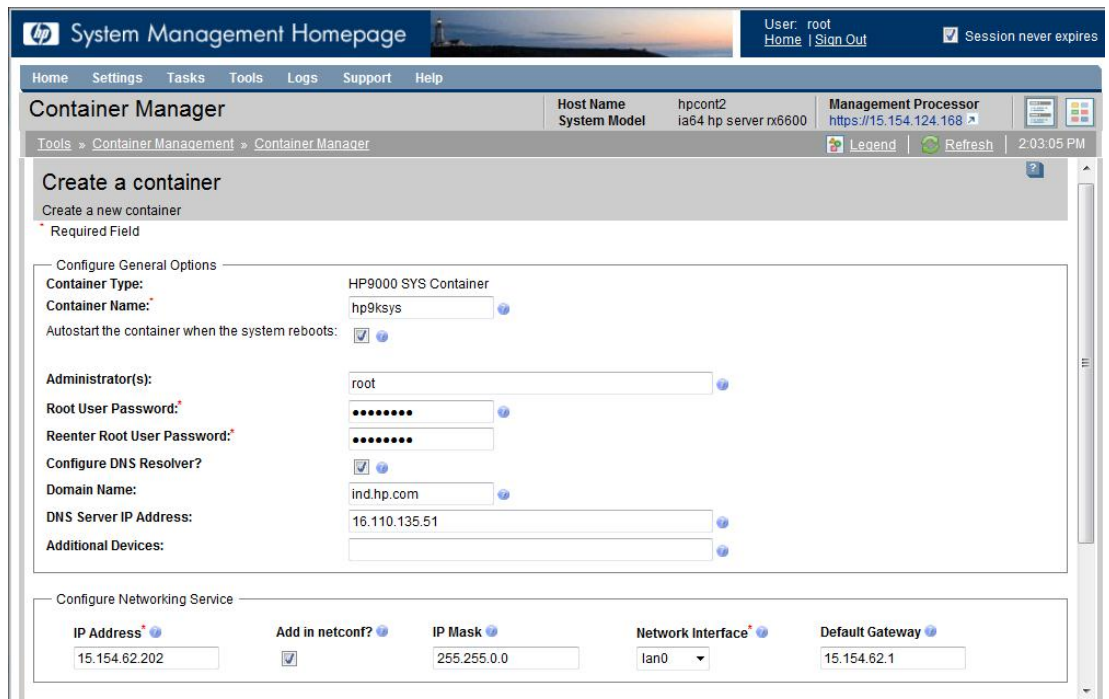 hp System Management Homepage
User: root
Home | Sign Out
Session never expires
Home Settings Tasks Tools Logs Support Help
Container Manager
Host Name hpcont2
System Model ia64 hp server rx6600
Management Processor
https://15.154.124.168
Tools » Container Management » Container Manager
Legend | Refresh | 2:03:05 PM
Create a container
?
Create a new container
* Required Field
Configure General Options
Container Type: HP9000 SYS Container
Container Name:* hp9ksys ?
Autostart the container when the system reboots: ?
Administrator(s): root ?
Root User Password:* •••••••• ?
Reenter Root User Password:* ••••••••
Configure DNS Resolver? ?
Domain Name: ind.hp.com ?
DNS Server IP Address: 16.110.135.51 ?
Additional Devices: ?
Configure Networking Service
IP Address* ? Add in netconf? ? IP Mask ? Network Interface* ? Default Gateway ?
15.154.62.202 255.255.0.0 lan0 15.154.62.1